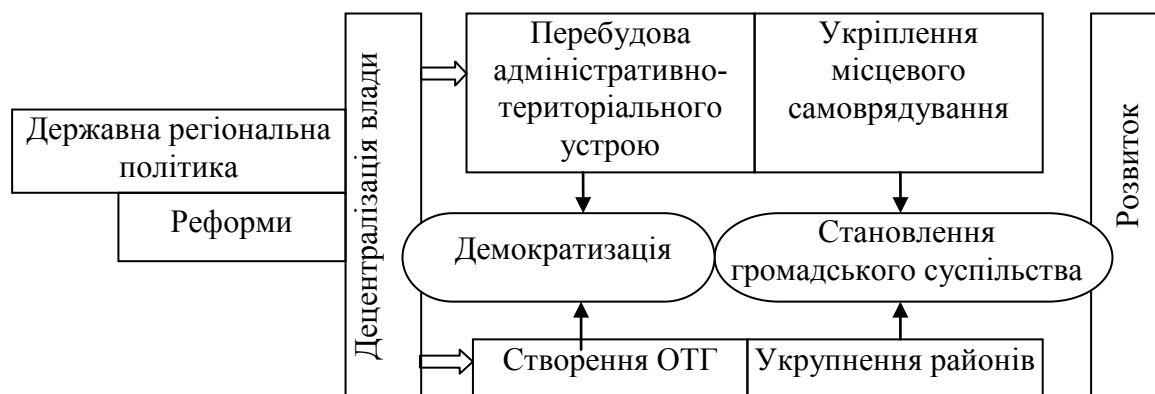 Державна регіональна
політика
Реформи
Децентралізація влади
Перебудова
адміністративно-
територіального
устрою
Укріплення
місцевого
самоврядування
Демократизація
Становлення
громадського суспільства
Створення ОТГ
Укрупнення районів
Розвиток